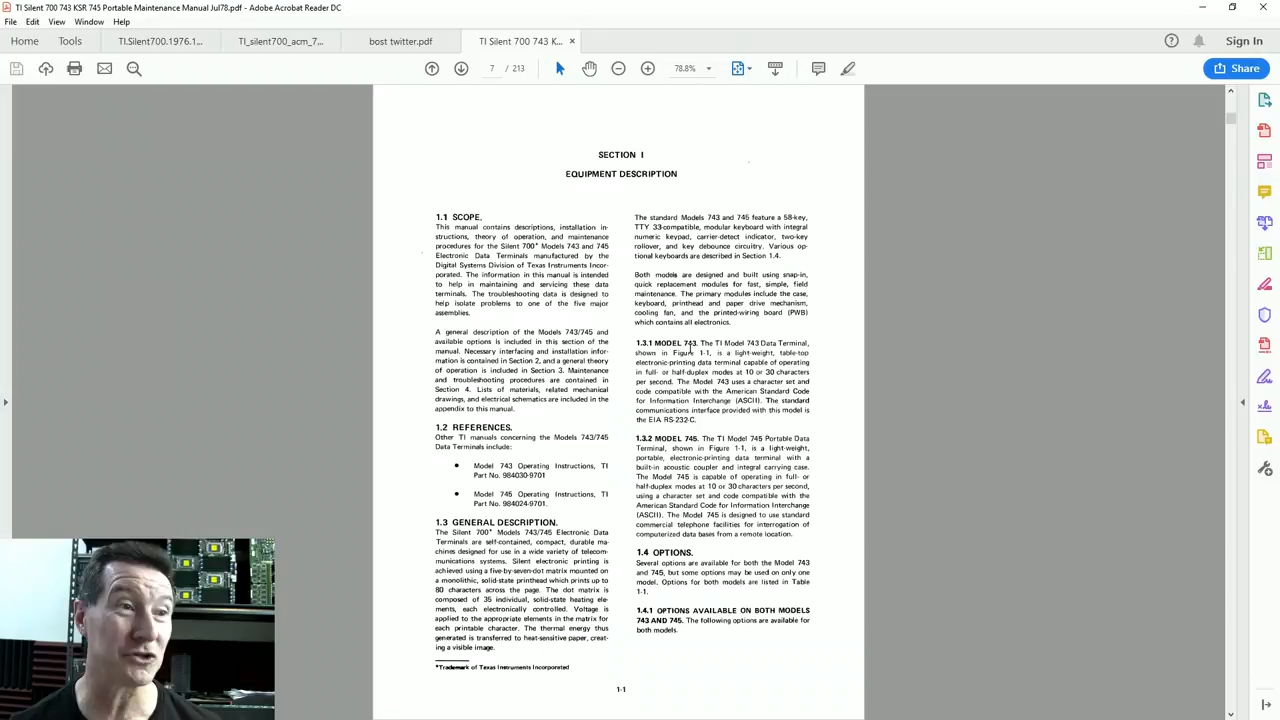 TI Silent 700 743 KSR 745 Portable Maintenance Manual Jul78.pdf - Adobe Acrobat Reader DC
File Edit View Window Help
Home Tools TI.Silent700.1976.1... TI_silent700_acm_7... bost twitter.pdf TI Silent 700 743 K... Sign In
7 / 213 78.8% Share
SECTION I
EQUIPMENT DESCRIPTION
1.1 SCOPE.
This manual contains descriptions, installation in-
structions, theory of operation, and maintenance
procedures for the Silent 700* Models 743 and 745
Electronic Data Terminals manufactured by the
Digital Systems Division of Texas Instruments Incor-
porated. The information in this manual is intended
to help in maintaining and servicing these data
terminals. The troubleshooting data is designed to
help isolate problems to one of the five major
assemblies.
A general description of the Models 743/745 and
available options is included in this section of the
manual. Necessary interfacing and installation infor-
mation is contained in Section 2, and a general theory
of operation is included in Section 3. Maintenance
and troubleshooting procedures are contained in
Section 4. Lists of materials, related mechanical
drawings, and electrical schematics are included in the
appendix to this manual.
1.2 REFERENCES.
Other TI manuals concerning the Models 743/745
Data Terminals include:
• Model 743 Operating Instructions, TI
Part No. 984030-9701
• Model 745 Operating Instructions, TI
Part No. 984024-9701.
1.3 GENERAL DESCRIPTION.
The Silent 700* Models 743/745 Electronic Data
Terminals are self-contained, compact, durable ma-
chines designed for use in a wide variety of telecom-
munications systems. Silent electronic printing is
achieved using a five-by-seven-dot matrix mounted on
a monolithic, solid-state printhead which prints up to
80 characters across the page. The dot matrix is
composed of 35 individual, solid-state heating ele-
ments, each electronically controlled. Voltage is
applied to the appropriate elements in the matrix for
each printable character. The thermal energy thus
generated is transferred to heat-sensitive paper, creat-
ing a visible image.
*Trademark of Texas Instruments Incorporated
The standard Models 743 and 745 feature a 58-key,
TTY 33-compatible, modular keyboard with integral
numeric keypad, carrier-detect indicator, two-key
rollover, and key debounce circuitry. Various op-
tional keyboards are described in Section 1.4.
Both models are designed and built using snap-in,
quick replacement modules for fast, simple, field
maintenance. The primary modules include the case,
keyboard, printhead and paper drive mechanism,
cooling fan, and the printed-wiring board (PWB)
which contains all electronics.
1.3.1 MODEL 743. The TI Model 743 Data Terminal,
shown in Figure 1-1, is a light-weight, table-top
electronic-printing data terminal capable of operating
in full- or half-duplex modes at 10 or 30 characters
per second. The Model 743 uses a character set and
code compatible with the American Standard Code
for Information Interchange (ASCII). The standard
communications interface provided with this model is
the EIA RS-232-C.
1.3.2 MODEL 745. The TI Model 745 Portable Data
Terminal, shown in Figure 1-1, is a light-weight,
portable, electronic-printing data terminal with a
built-in acoustic coupler and integral carrying case.
The Model 745 is capable of operating in full- or
half-duplex modes at 10 or 30 characters per second,
using a character set and code compatible with the
American Standard Code for Information Interchange
(ASCII). The Model 745 is designed to use standard
commercial telephone facilities for interrogation of
computerized data bases from a remote location.
1.4 OPTIONS.
Several options are available for both the Model 743
and 745, but some options may be used on only one
model. Options for both models are listed in Table
1-1.
1.4.1 OPTIONS AVAILABLE ON BOTH MODELS
743 AND 745. The following options are available for
both models.
1-1